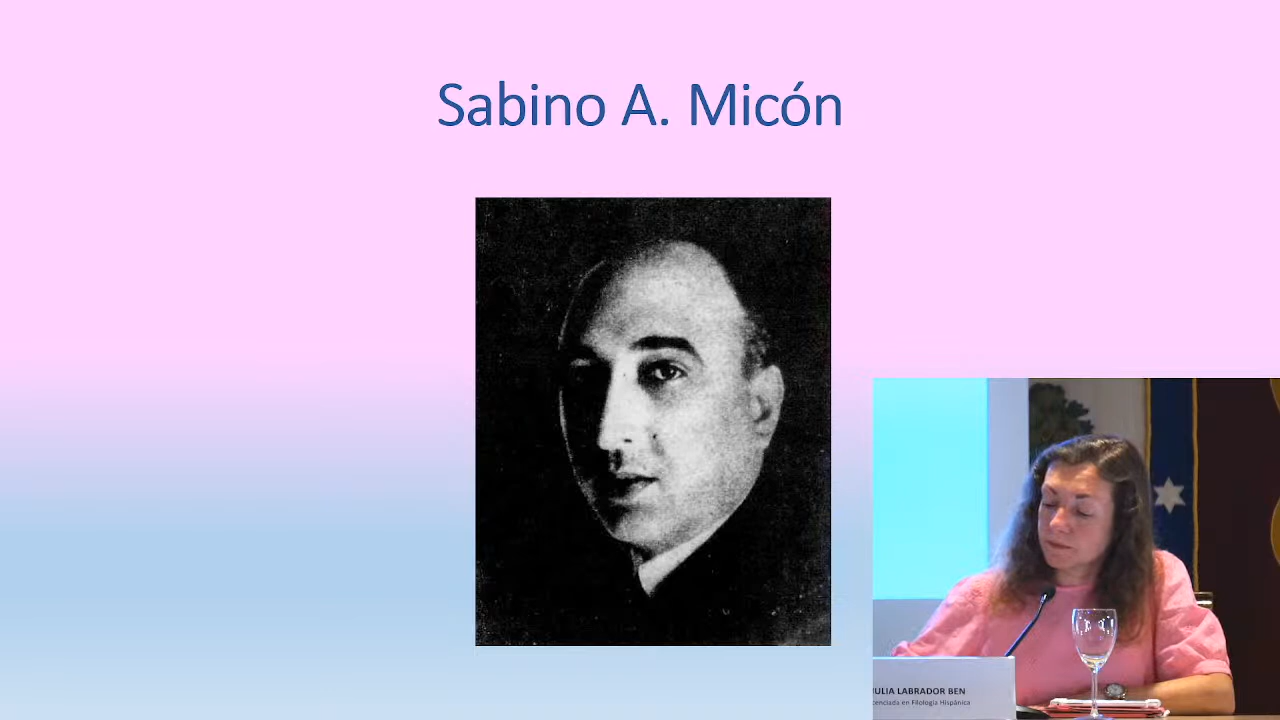 Sabino A. Micón
JULIA LABRADOR BEN
Licenciada en Filología Hispánica